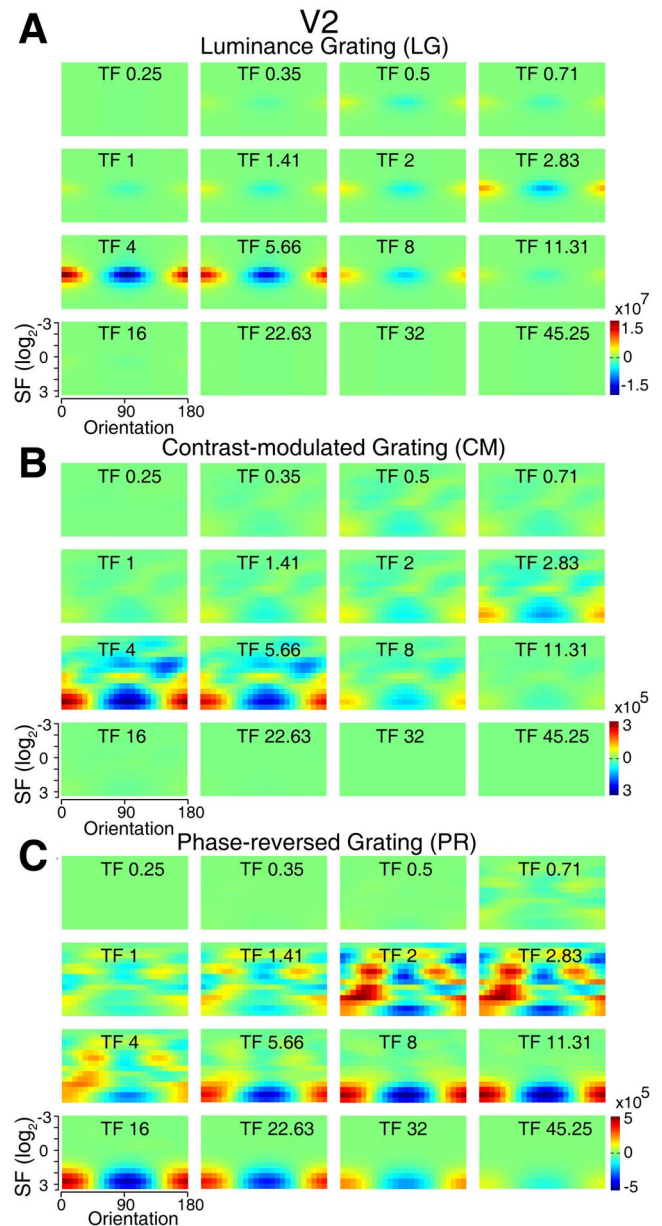 A
V2
Luminance Grating (LG)
TF 0.25 TF 0.35 TF 0.5 TF 0.71
TF 1 TF 1.41 TF 2 TF 2.83
TF 4 TF 5.66 TF 8 TF 11.31
x10⁷
TF 16 TF 22.63 TF 32 TF 45.25
1.5
0
-1.5
SF (log₂)
-3
0
3
0 90 180
Orientation
B
Contrast-modulated Grating (CM)
TF 0.25 TF 0.35 TF 0.5 TF 0.71
TF 1 TF 1.41 TF 2 TF 2.83
TF 4 TF 5.66 TF 8 TF 11.31
x10⁵
TF 16 TF 22.63 TF 32 TF 45.25
3
0
3
SF (log₂)
-3
0
3
0 90 180
Orientation
C
Phase-reversed Grating (PR)
TF 0.25 TF 0.35 TF 0.5 TF 0.71
TF 1 TF 1.41 TF 2 TF 2.83
TF 4 TF 5.66 TF 8 TF 11.31
x10⁵
TF 16 TF 22.63 TF 32 TF 45.25
5
0
-5
SF (log₂)
-3
0
3
0 90 180
Orientation